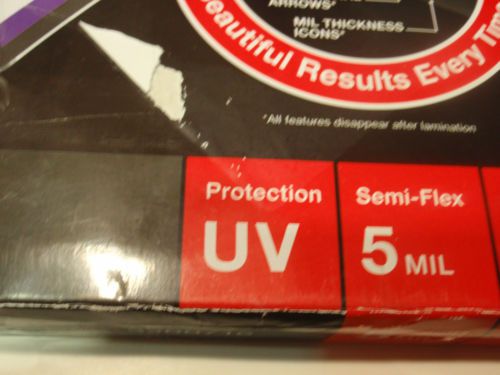 ARROWS*
MIL THICKNESS
ICONS*
Beautiful Results Every
*All features disappear after lamination
Protection
UV
Semi-Flex
5 MIL